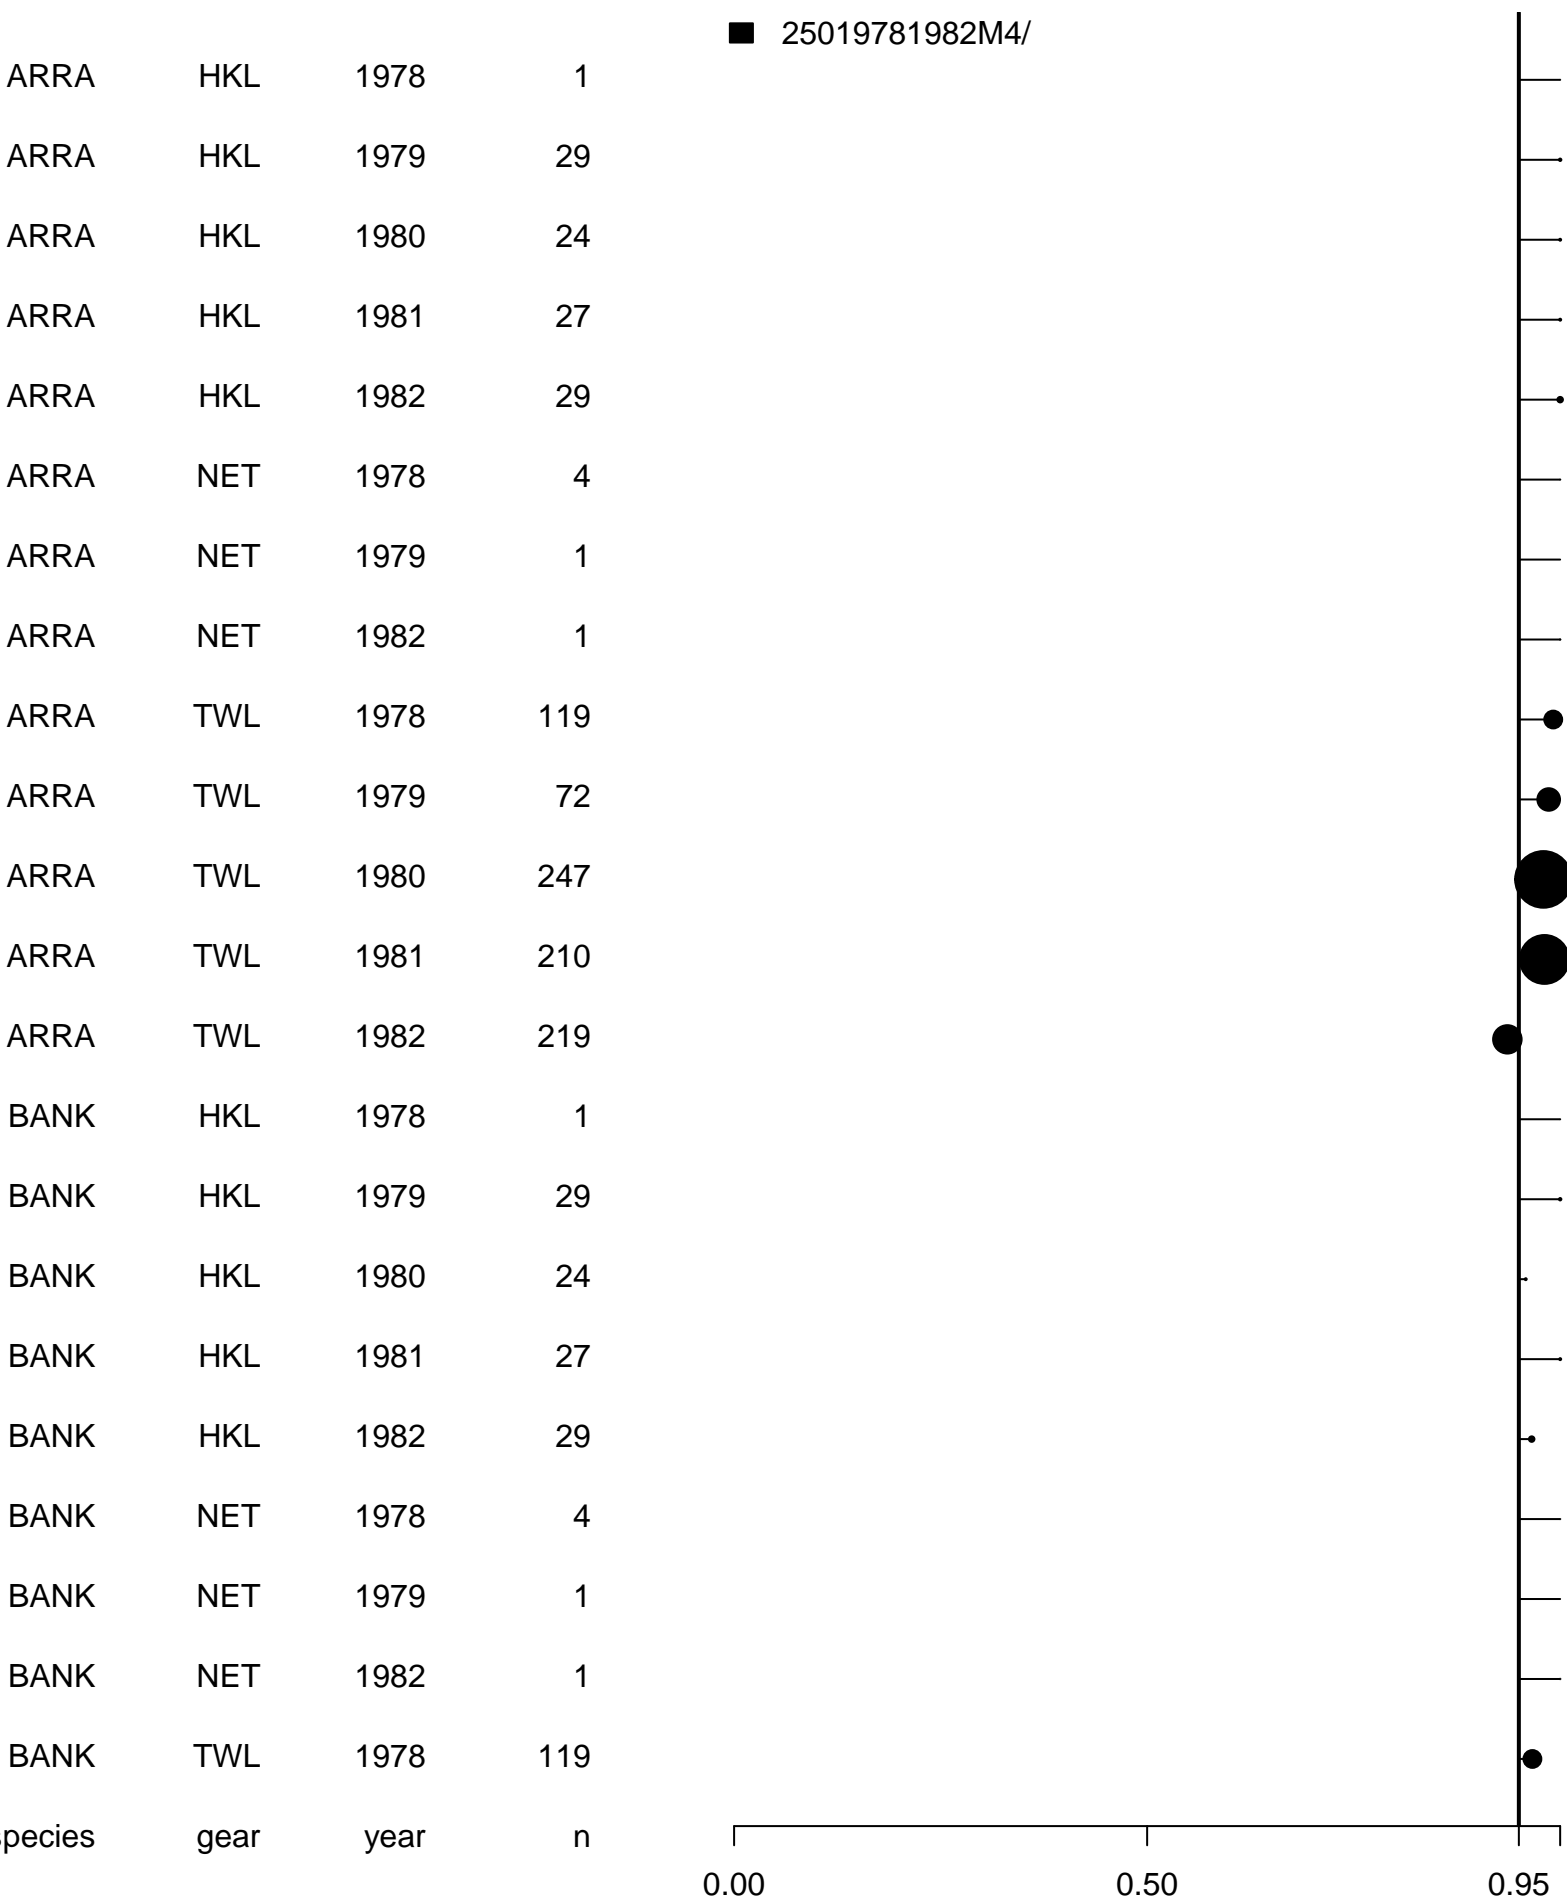 25019781982M4/
ARRA HKL 1978 1
ARRA HKL 1979 29
ARRA HKL 1980 24
ARRA HKL 1981 27
ARRA HKL 1982 29
ARRA NET 1978 4
ARRA NET 1979 1
ARRA NET 1982 1
ARRA TWL 1978 119
ARRA TWL 1979 72
ARRA TWL 1980 247
ARRA TWL 1981 210
ARRA TWL 1982 219
BANK HKL 1978 1
BANK HKL 1979 29
BANK HKL 1980 24
BANK HKL 1981 27
BANK HKL 1982 29
BANK NET 1978 4
BANK NET 1979 1
BANK NET 1982 1
BANK TWL 1978 119
species gear year n
0.00 0.50 0.95